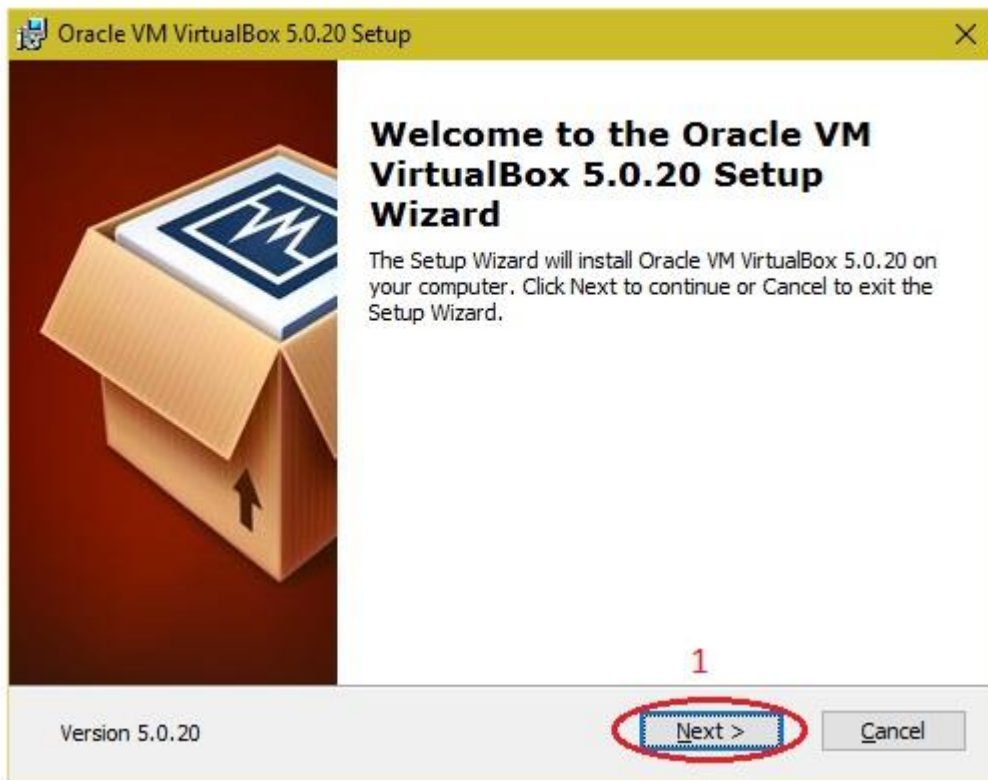 Oracle VM VirtualBox 5.0.20 Setup
Welcome to the Oracle VM
VirtualBox 5.0.20 Setup
Wizard
The Setup Wizard will install Oracle VM VirtualBox 5.0.20 on
your computer. Click Next to continue or Cancel to exit the
Setup Wizard.
1
Version 5.0.20
Next >
Cancel